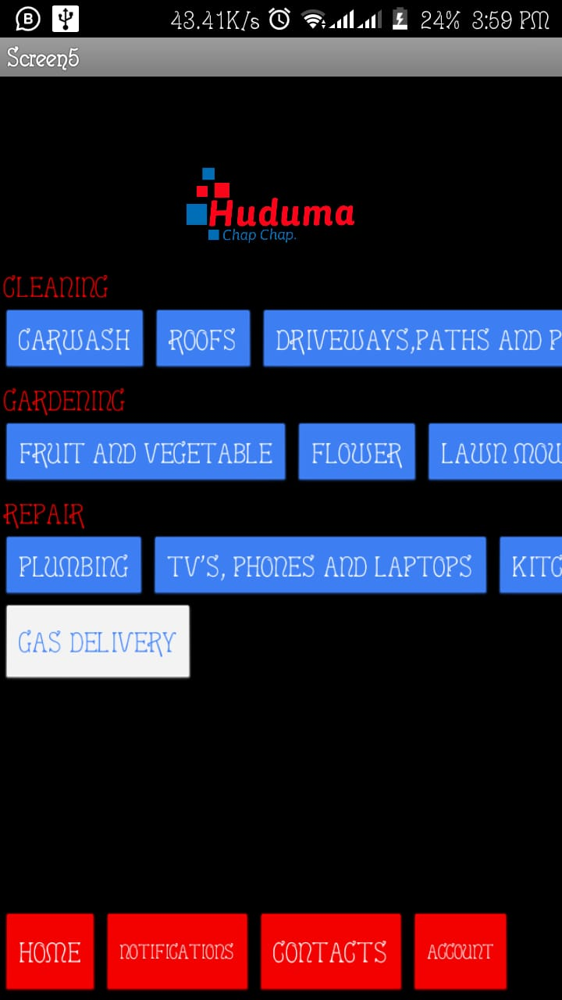 43.41K/s 24% 3:59 PM
Screen5
Huduma
Chap Chap.
CLEANING
CARWASH ROOFS DRIVEWAYS,PATHS AND P
GARDENING
FRUIT AND VEGETABLE FLOWER LAWN MOW
REPAIR
PLUMBING TV'S, PHONES AND LAPTOPS KITC
GAS DELIVERY
HOME NOTIFICATIONS CONTACTS ACCOUNT